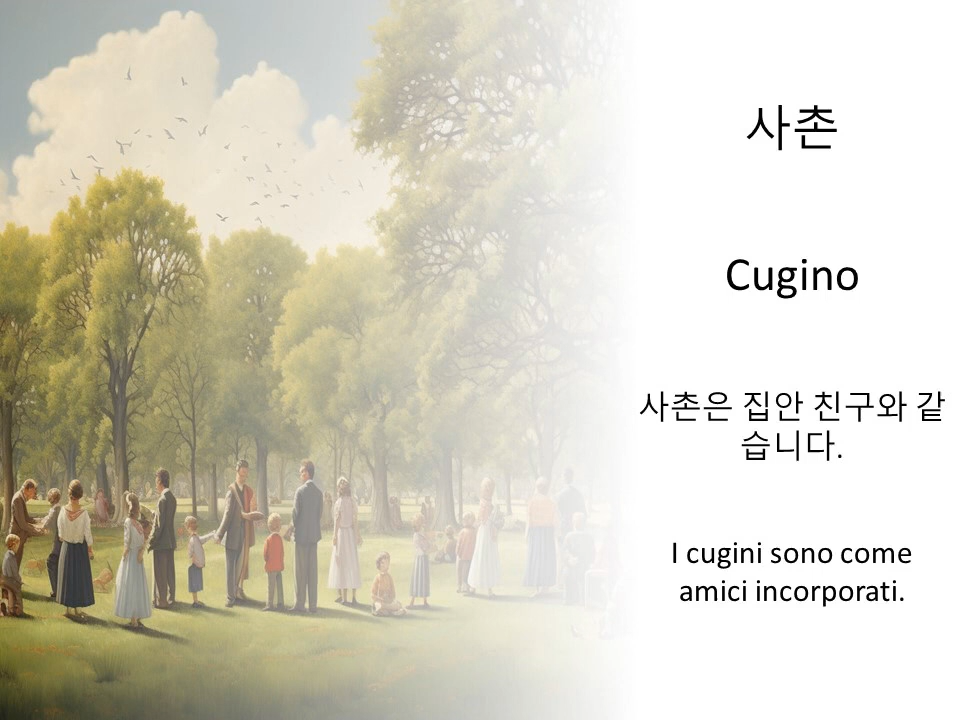 사촌
Cugino
사촌은 집안 친구와 같
습니다.
I cugini sono come
amici incorporati.